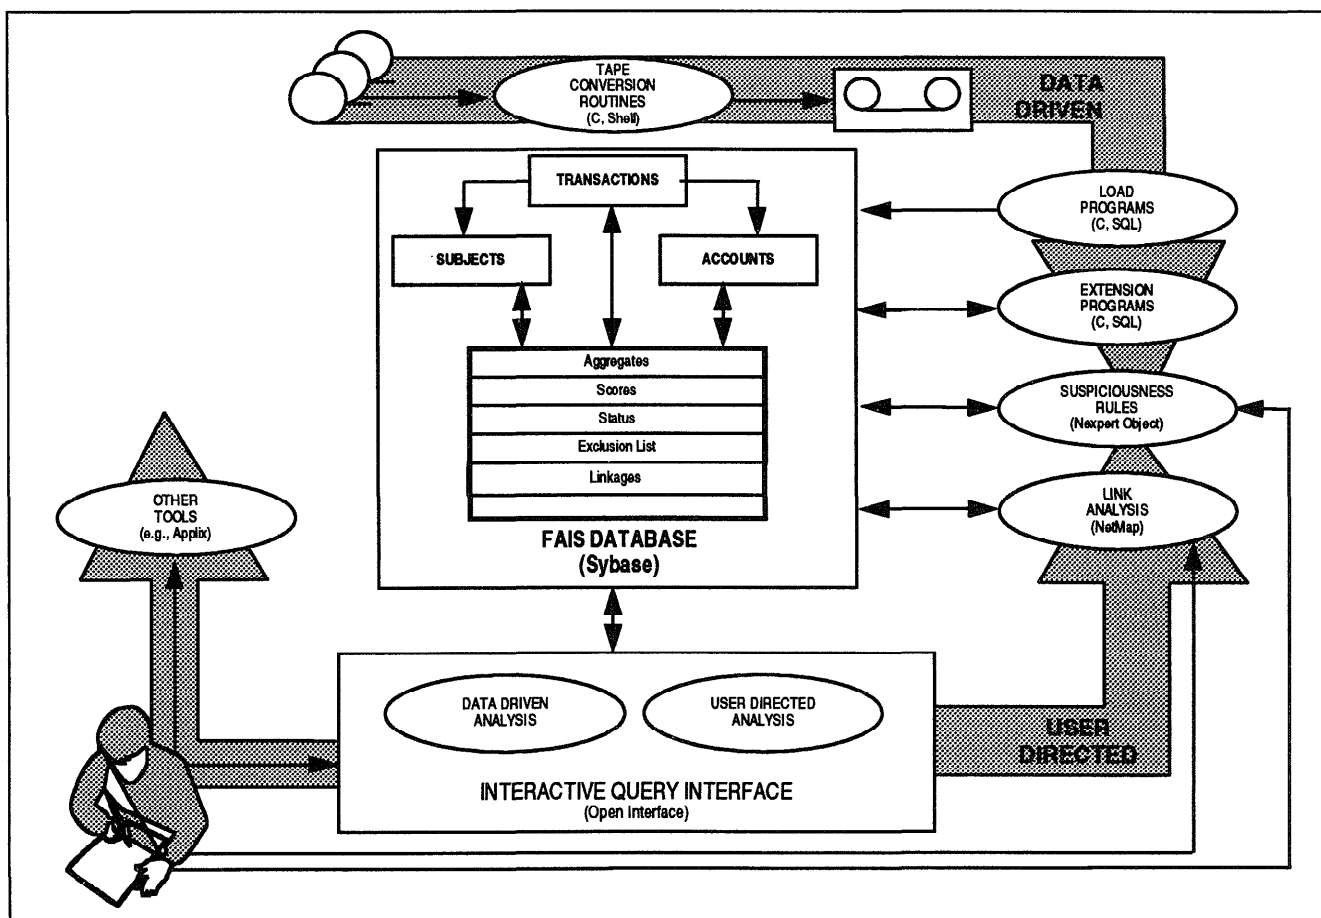 TAPE
CONVERSION
ROUTINES
(C, Shell)
DATA
DRIVEN
TRANSACTIONS
SUBJECTS
ACCOUNTS
LOAD
PROGRAMS
(C, SQL)
EXTENSION
PROGRAMS
(C, SQL)
Aggregates
Scores
Status
Exclusion List
Linkages
SUSPICIOUSNESS
RULES
(Nexpert Object)
OTHER
TOOLS
(e.g., Applix)
LINK
ANALYSIS
(NetMap)
FAIS DATABASE
(Sybase)
DATA DRIVEN
ANALYSIS
USER DIRECTED
ANALYSIS
USER
DIRECTED
INTERACTIVE QUERY INTERFACE
(Open Interface)